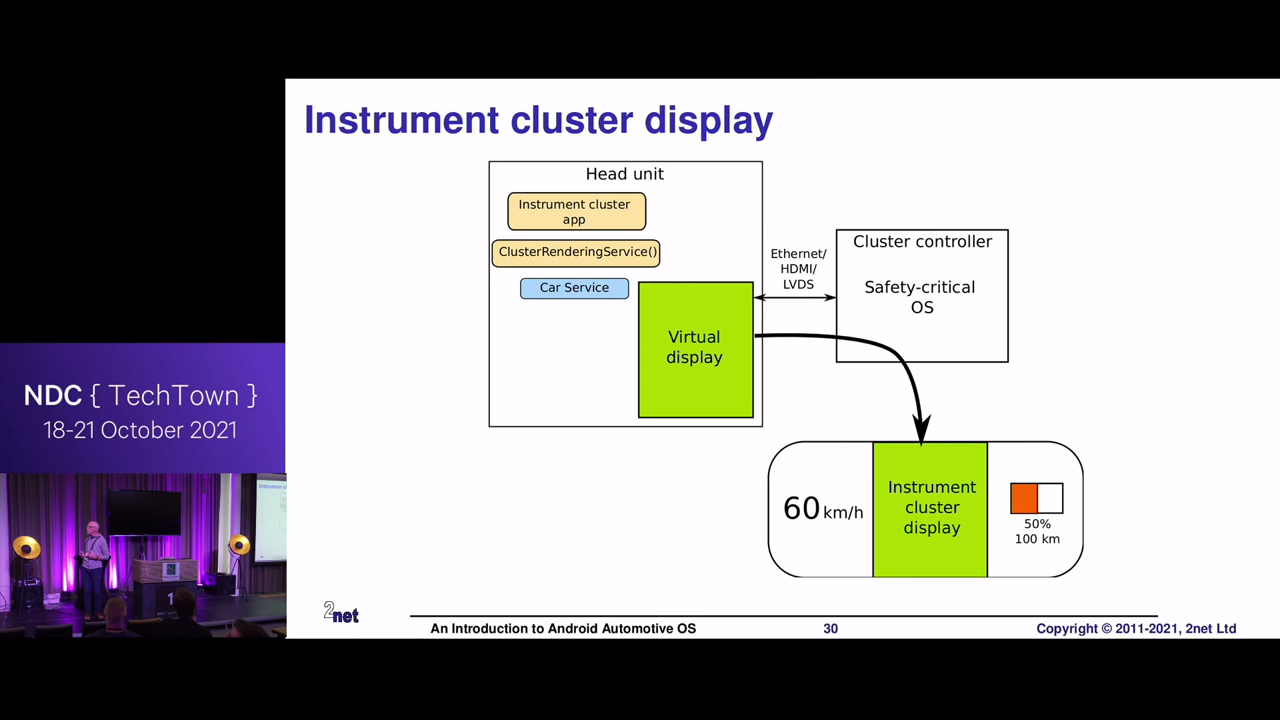 Instrument cluster display
Head unit
Instrument cluster
app
ClusterRenderingService()
Car Service
Virtual
display
Ethernet/
HDMI/
LVDS
Cluster controller
Safety-critical
OS
60 km/h
Instrument
cluster
display
50%
100 km
NDC { TechTown }
18-21 October 2021
1
2net
An Introduction to Android Automotive OS
30
Copyright © 2011-2021, 2net Ltd